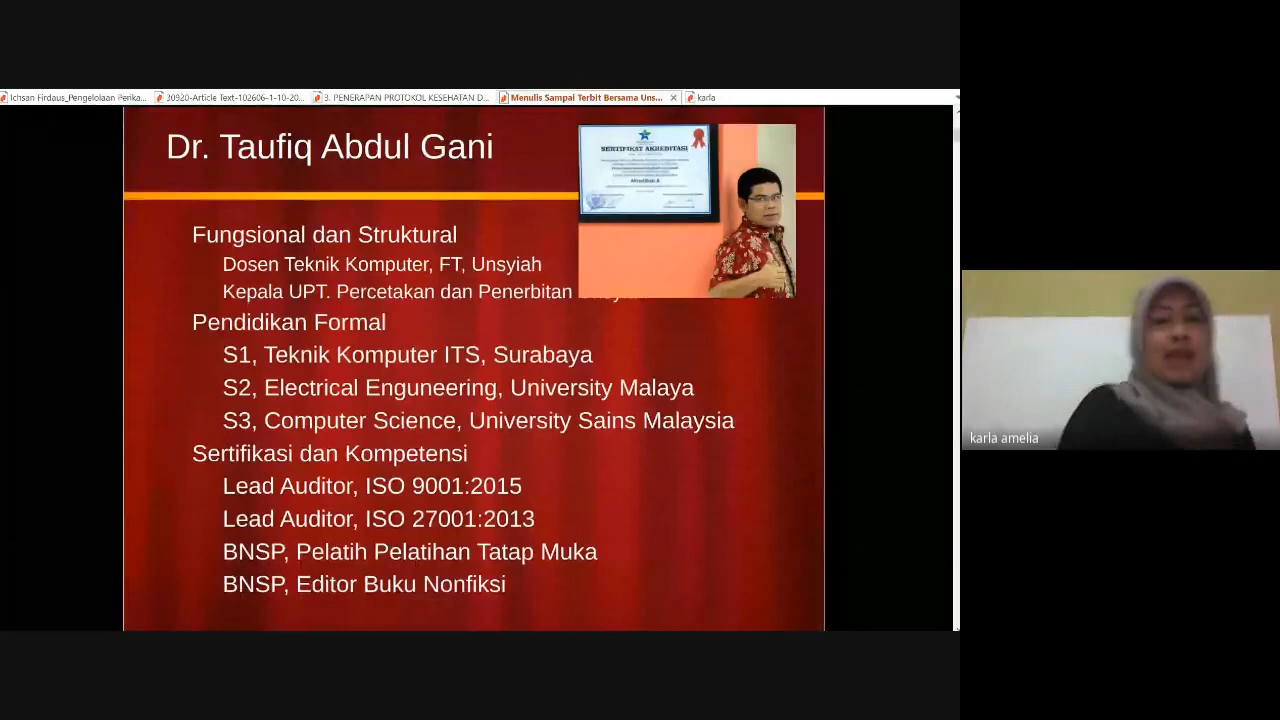 Ichsan Firdaus_Pengelolaan Perika...
30920-Article Text-102606-1-10-20...
3. PENERAPAN PROTOKOL KESEHATAN D...
Menulis Sampai Terbit Bersama Uns...
karla
Dr. Taufiq Abdul Gani
SERTIFIKAT AKREDITASI
Akreditasi A
Fungsional dan Struktural
Dosen Teknik Komputer, FT, Unsyiah
Kepala UPT. Percetakan dan Penerbitan
Pendidikan Formal
S1, Teknik Komputer ITS, Surabaya
S2, Electrical Enguneering, University Malaya
S3, Computer Science, University Sains Malaysia
Sertifikasi dan Kompetensi
Lead Auditor, ISO 9001:2015
Lead Auditor, ISO 27001:2013
BNSP, Pelatih Pelatihan Tatap Muka
BNSP, Editor Buku Nonfiksi
karla amelia